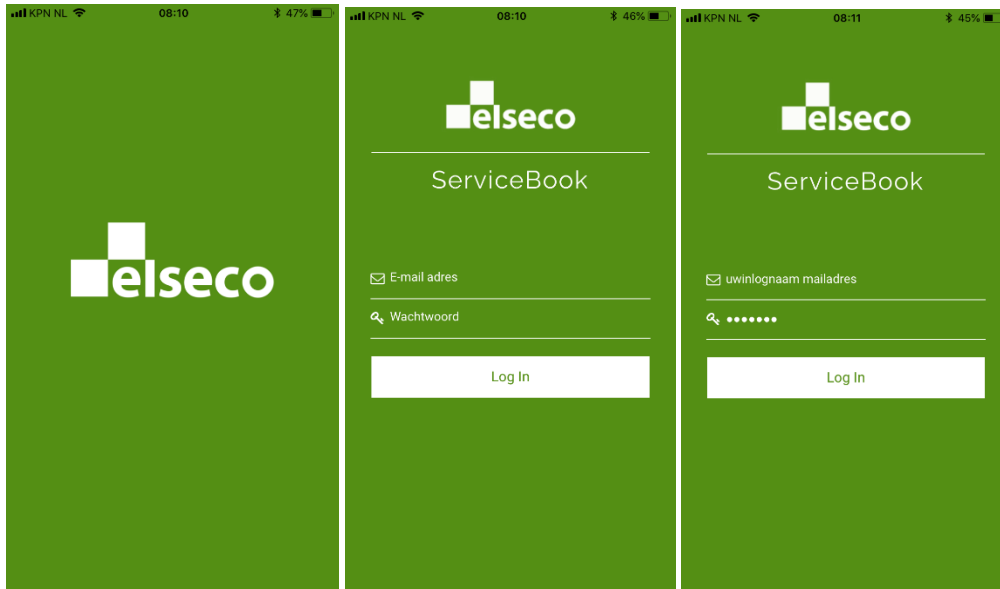 KPN NL 08:10 47%
elseco
KPN NL 08:10 46%
elseco
ServiceBook
E-mail adres
Wachtwoord
Log In
KPN NL 08:11 45%
elseco
ServiceBook
uwinlognaam mailadres
•••••••
Log In